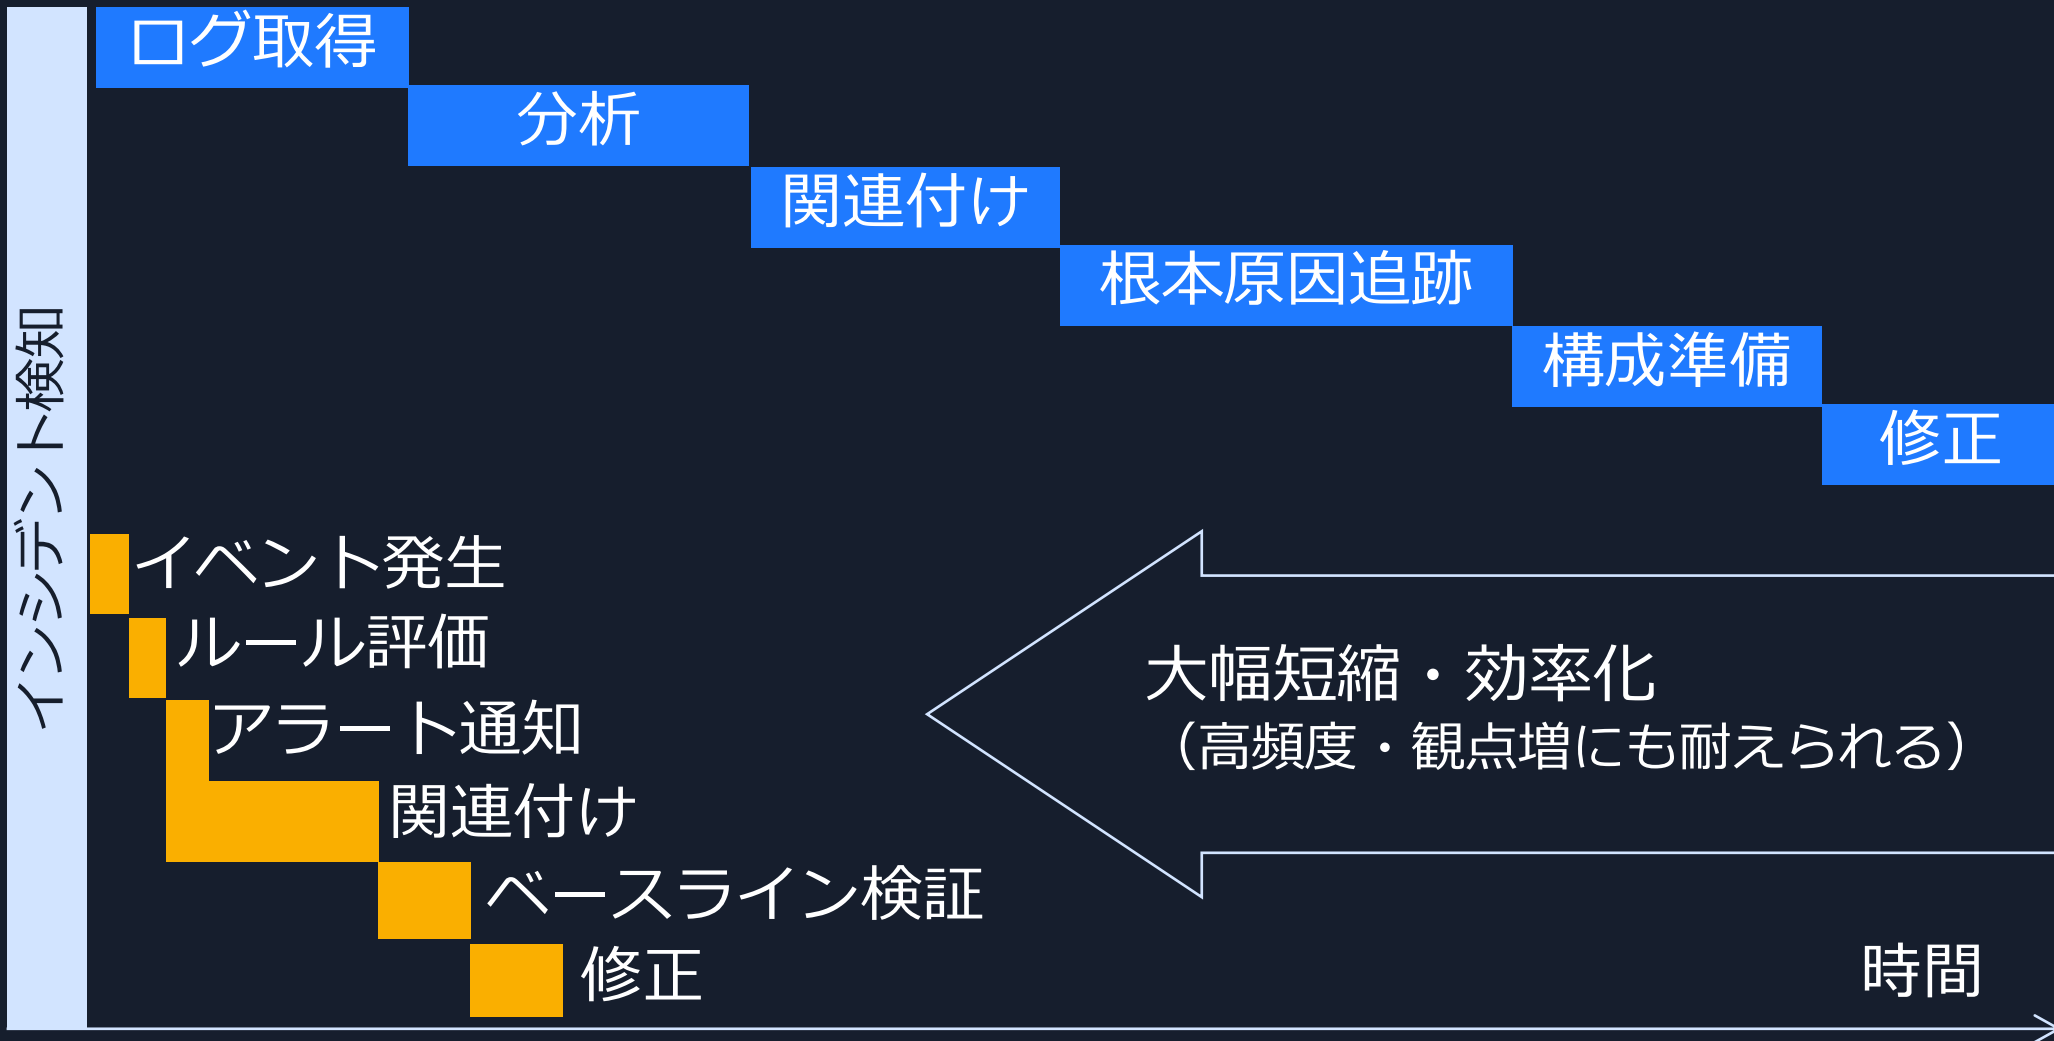 インシデント検知
ログ取得
分析
関連付け
根本原因追跡
構成準備
修正
イベント発生
ルール評価
アラート通知
関連付け
ベースライン検証
修正
大幅短縮・効率化
（高頻度・観点増にも耐えられる）
時間